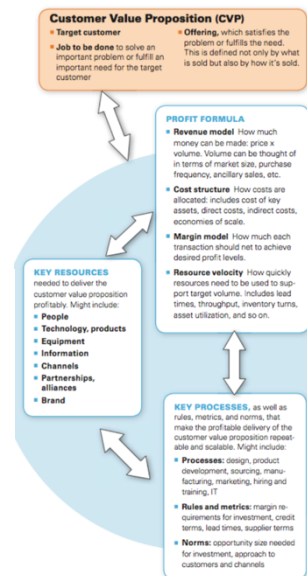 Customer Value Proposition (CVP)
▪ Target customer
▪ Job to be done to solve an
important problem or fulfill an
important need for the target
customer
▪ Offering, which satisfies the
problem or fulfills the need.
This is defined not only by what
is sold but also by how it's sold.
PROFIT FORMULA
▪ Revenue model How much
money can be made: price x
volume. Volume can be thought of
in terms of market size, purchase
frequency, ancillary sales, etc.
▪ Cost structure How costs are
allocated: includes cost of key
assets, direct costs, indirect costs,
economies of scale.
▪ Margin model How much each
transaction should net to achieve
desired profit levels.
▪ Resource velocity How quickly
resources need to be used to sup-
port target volume. Includes lead
times, throughput, inventory turns,
asset utilization, and so on.
KEY RESOURCES
needed to deliver the
customer value proposition
profitably. Might include:
▪ People
▪ Technology, products
▪ Equipment
▪ Information
▪ Channels
▪ Partnerships,
alliances
▪ Brand
KEY PROCESSES, as well as
rules, metrics, and norms, that
make the profitable delivery of the
customer value proposition repeat-
able and scalable. Might include:
▪ Processes: design, product
development, sourcing, manu-
facturing, marketing, hiring and
training, IT
▪ Rules and metrics: margin re-
quirements for investment, credit
terms, lead times, supplier terms
▪ Norms: opportunity size needed
for investment, approach to
customers and channels